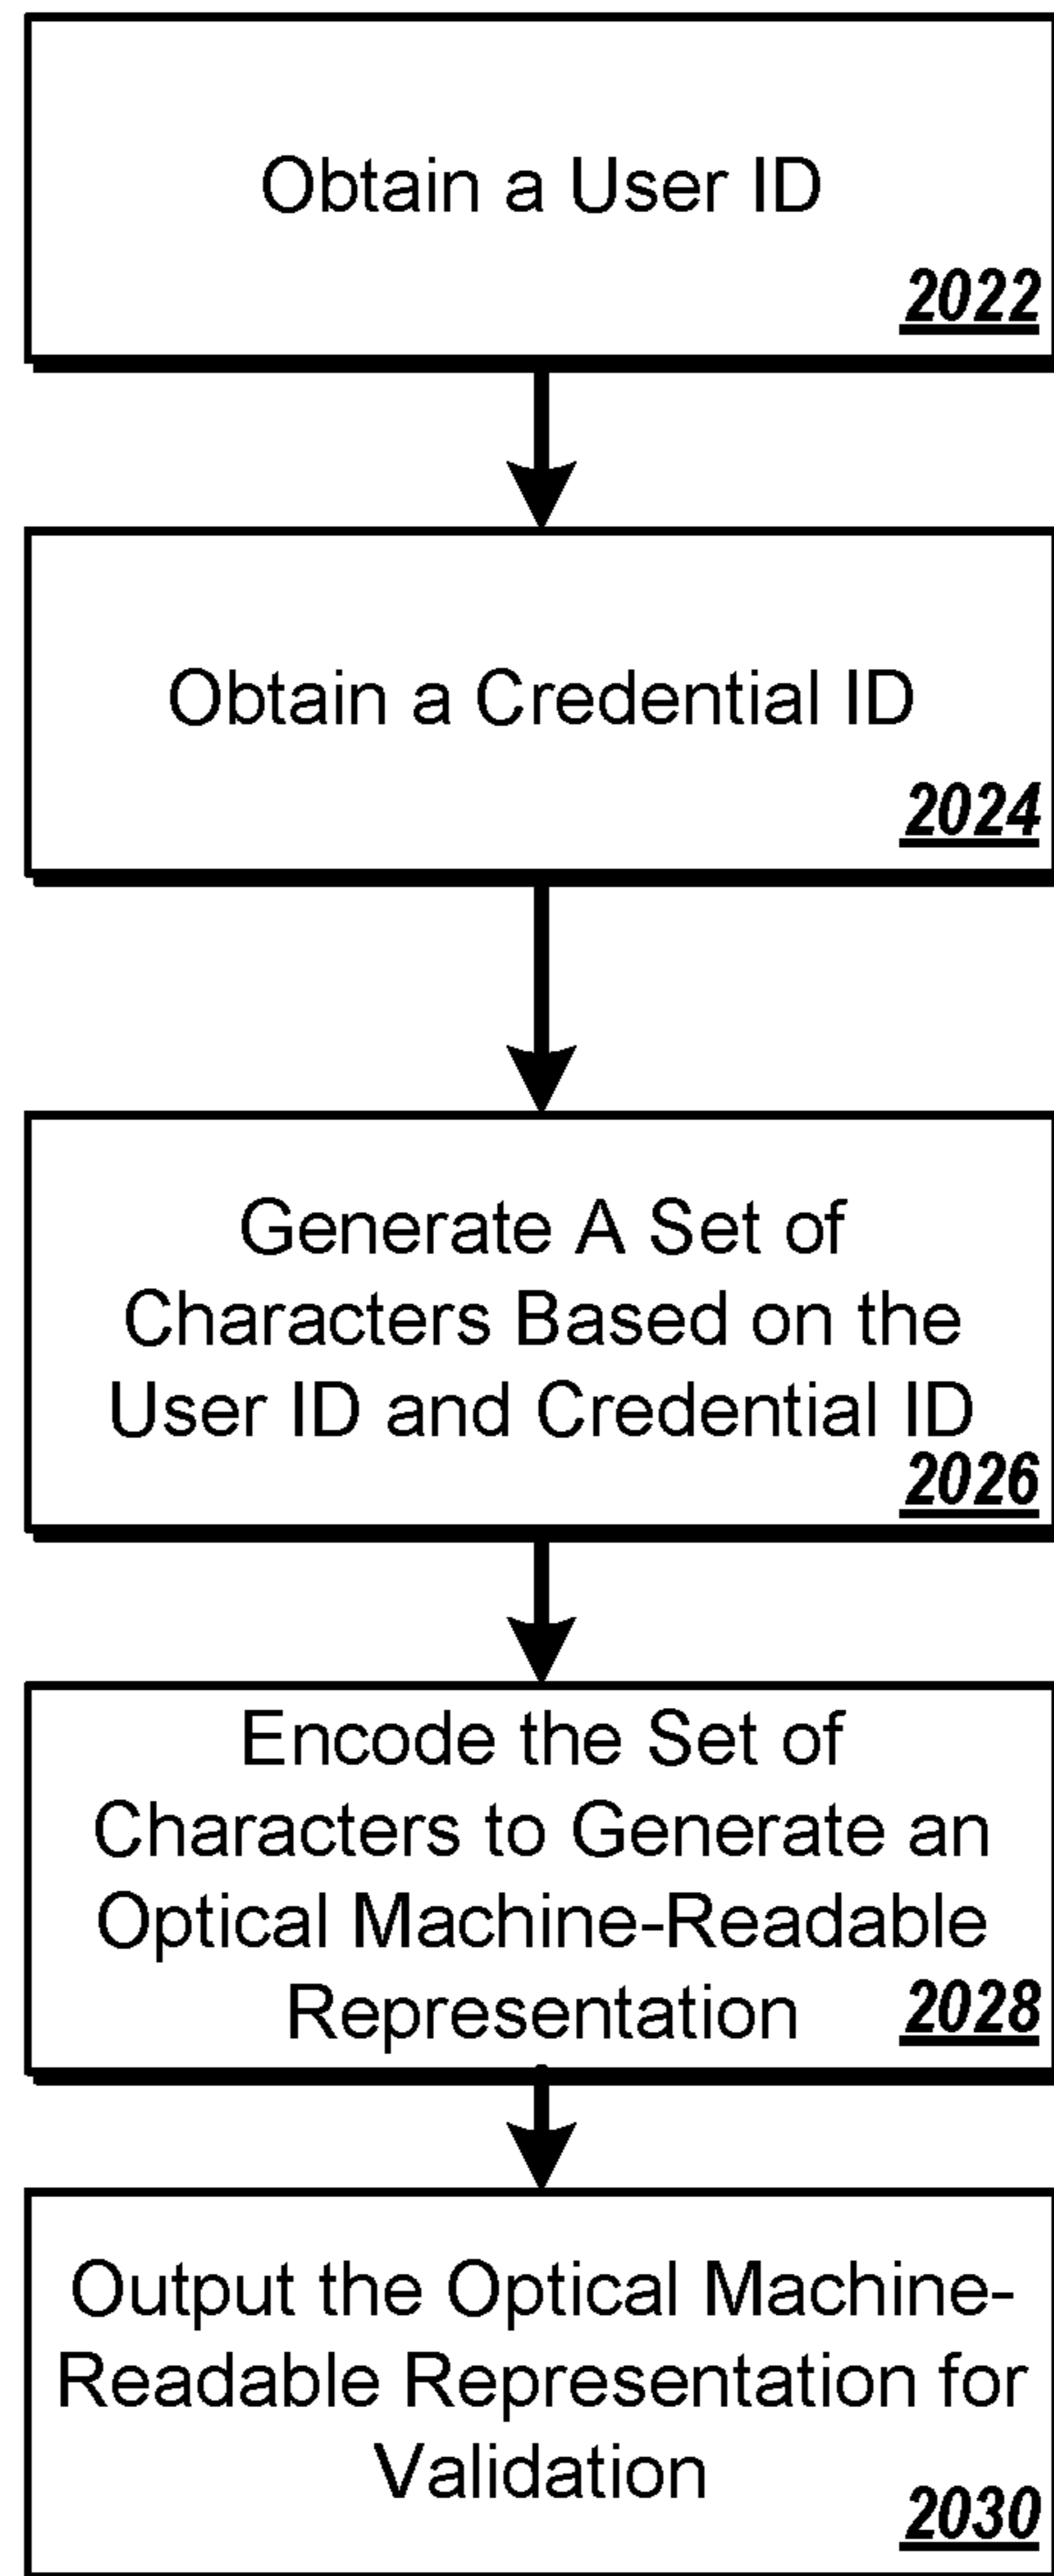 Obtain a User ID
2022
Obtain a Credential ID
2024
Generate A Set of
Characters Based on the
User ID and Credential ID
2026
Encode the Set of
Characters to Generate an
Optical Machine-Readable
Representation
2028
Output the Optical Machine-
Readable Representation for
Validation
2030